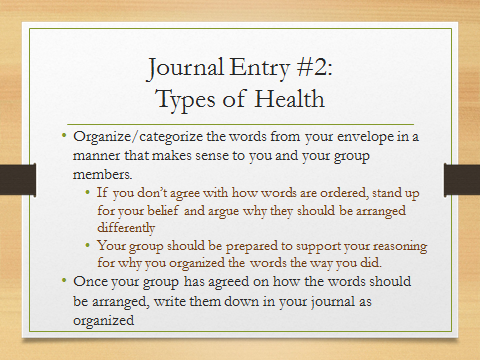 Journal Entry #2:
Types of Health
• Organize/categorize the words from your envelope in a
manner that makes sense to you and your group
members.
• If you don't agree with how words are ordered, stand up
for your belief and argue why they should be arranged
differently
• Your group should be prepared to support your reasoning
for why you organized the words the way you did.
• Once your group has agreed on how the words should
be arranged, write them down in your journal as
organized